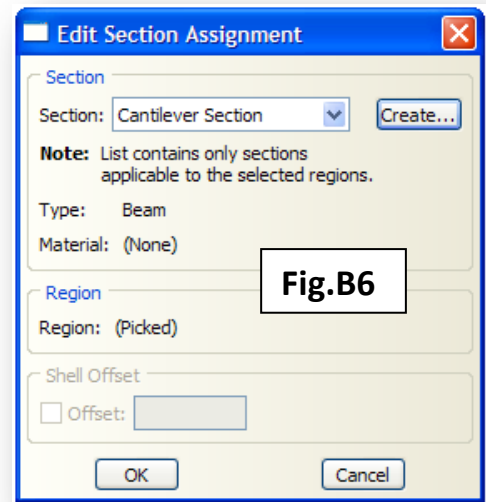 Edit Section Assignment
Section
Section: Cantilever Section Create...
Note: List contains only sections
applicable to the selected regions.
Type: Beam
Material: (None)
Fig.B6
Region
Region: (Picked)
Shell Offset
Offset:
OK Cancel